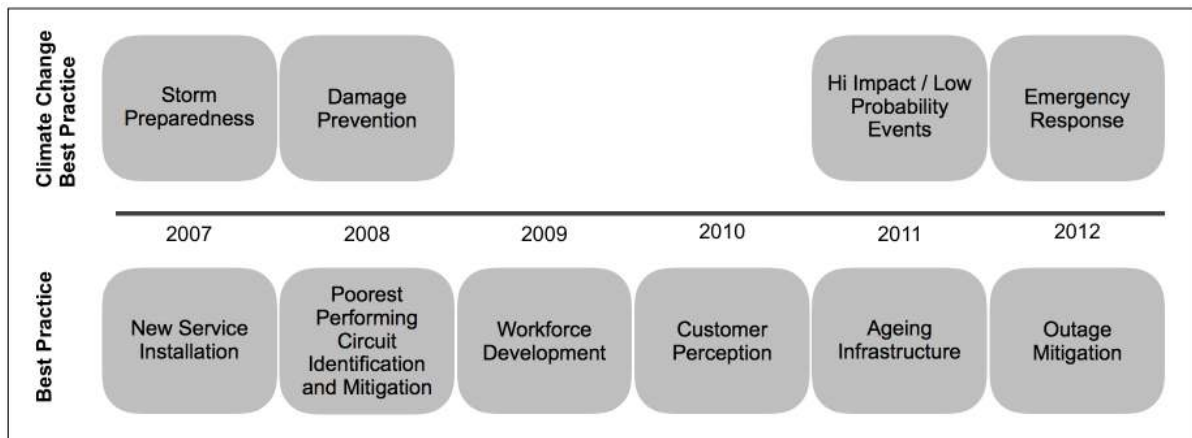 Climate Change
Best Practice
Storm
Preparedness
Damage
Prevention
Hi Impact / Low
Probability
Events
Emergency
Response
2007
2008
2009
2010
2011
2012
Best Practice
New Service
Installation
Poorest
Performing
Circuit
Identification
and Mitigation
Workforce
Development
Customer
Perception
Ageing
Infrastructure
Outage
Mitigation